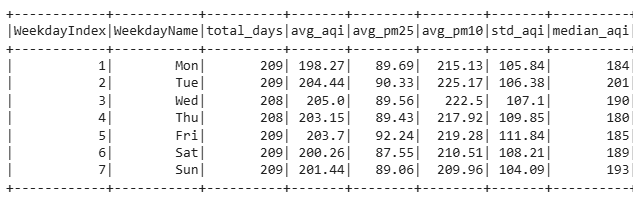 +------------+-----------+----------+-------+--------+--------+-------+----------+
|WeekdayIndex|WeekdayName|total_days|avg_aqi|avg_pm25|avg_pm10|std_aqi|median_aqi|
+------------+-----------+----------+-------+--------+--------+-------+----------+
|           1|        Mon|       209| 198.27|   89.69|  215.13| 105.84|       184|
|           2|        Tue|       209| 204.44|   90.33|  225.17| 106.38|       201|
|           3|        Wed|       208|  205.0|   89.56|   222.5|  107.1|       190|
|           4|        Thu|       208| 203.15|   89.43|  217.92| 109.85|       180|
|           5|        Fri|       209|  203.7|   92.24|  219.28| 111.84|       185|
|           6|        Sat|       209| 200.26|   87.55|  210.51| 108.21|       189|
|           7|        Sun|       209| 201.44|   89.06|  209.96| 104.09|       193|
+------------+-----------+----------+-------+--------+--------+-------+----------+